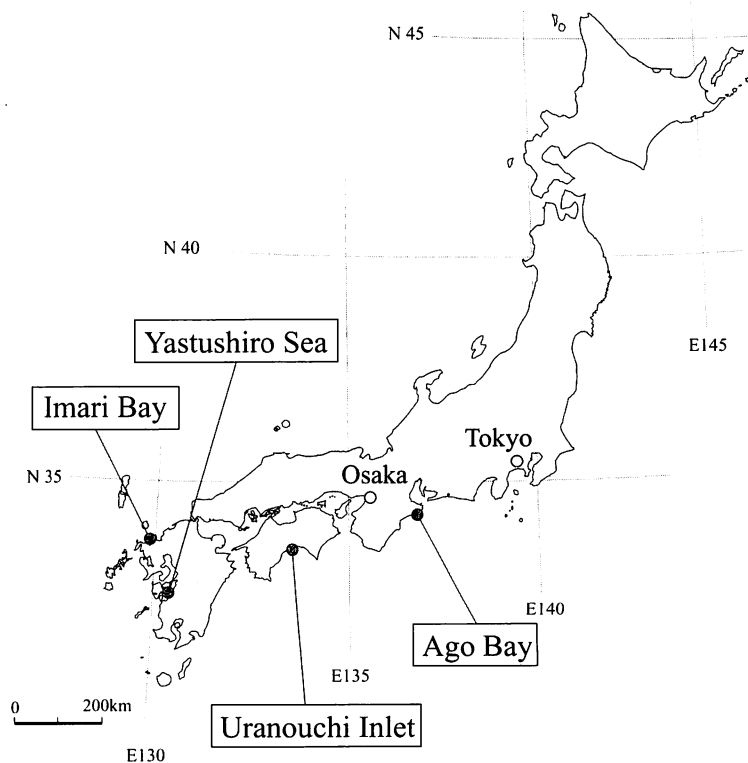 N 45
N 40
Yastushiro Sea
E145
Imari Bay
Tokyo
N 35
Osaka
E140
Ago Bay
E135
0 200km
Uranouchi Inlet
E130